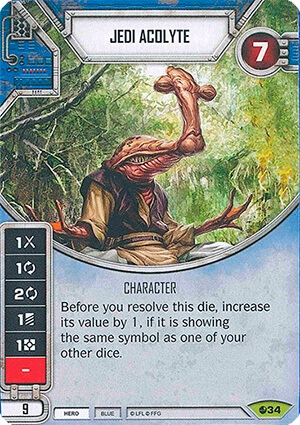 JEDI ACOLYTE
7
1
1
2
1
1
–
CHARACTER
Before you resolve this die, increase
its value by 1, if it is showing
the same symbol as one of your
other dice.
9
HERO
BLUE
© LFL © FFG
34